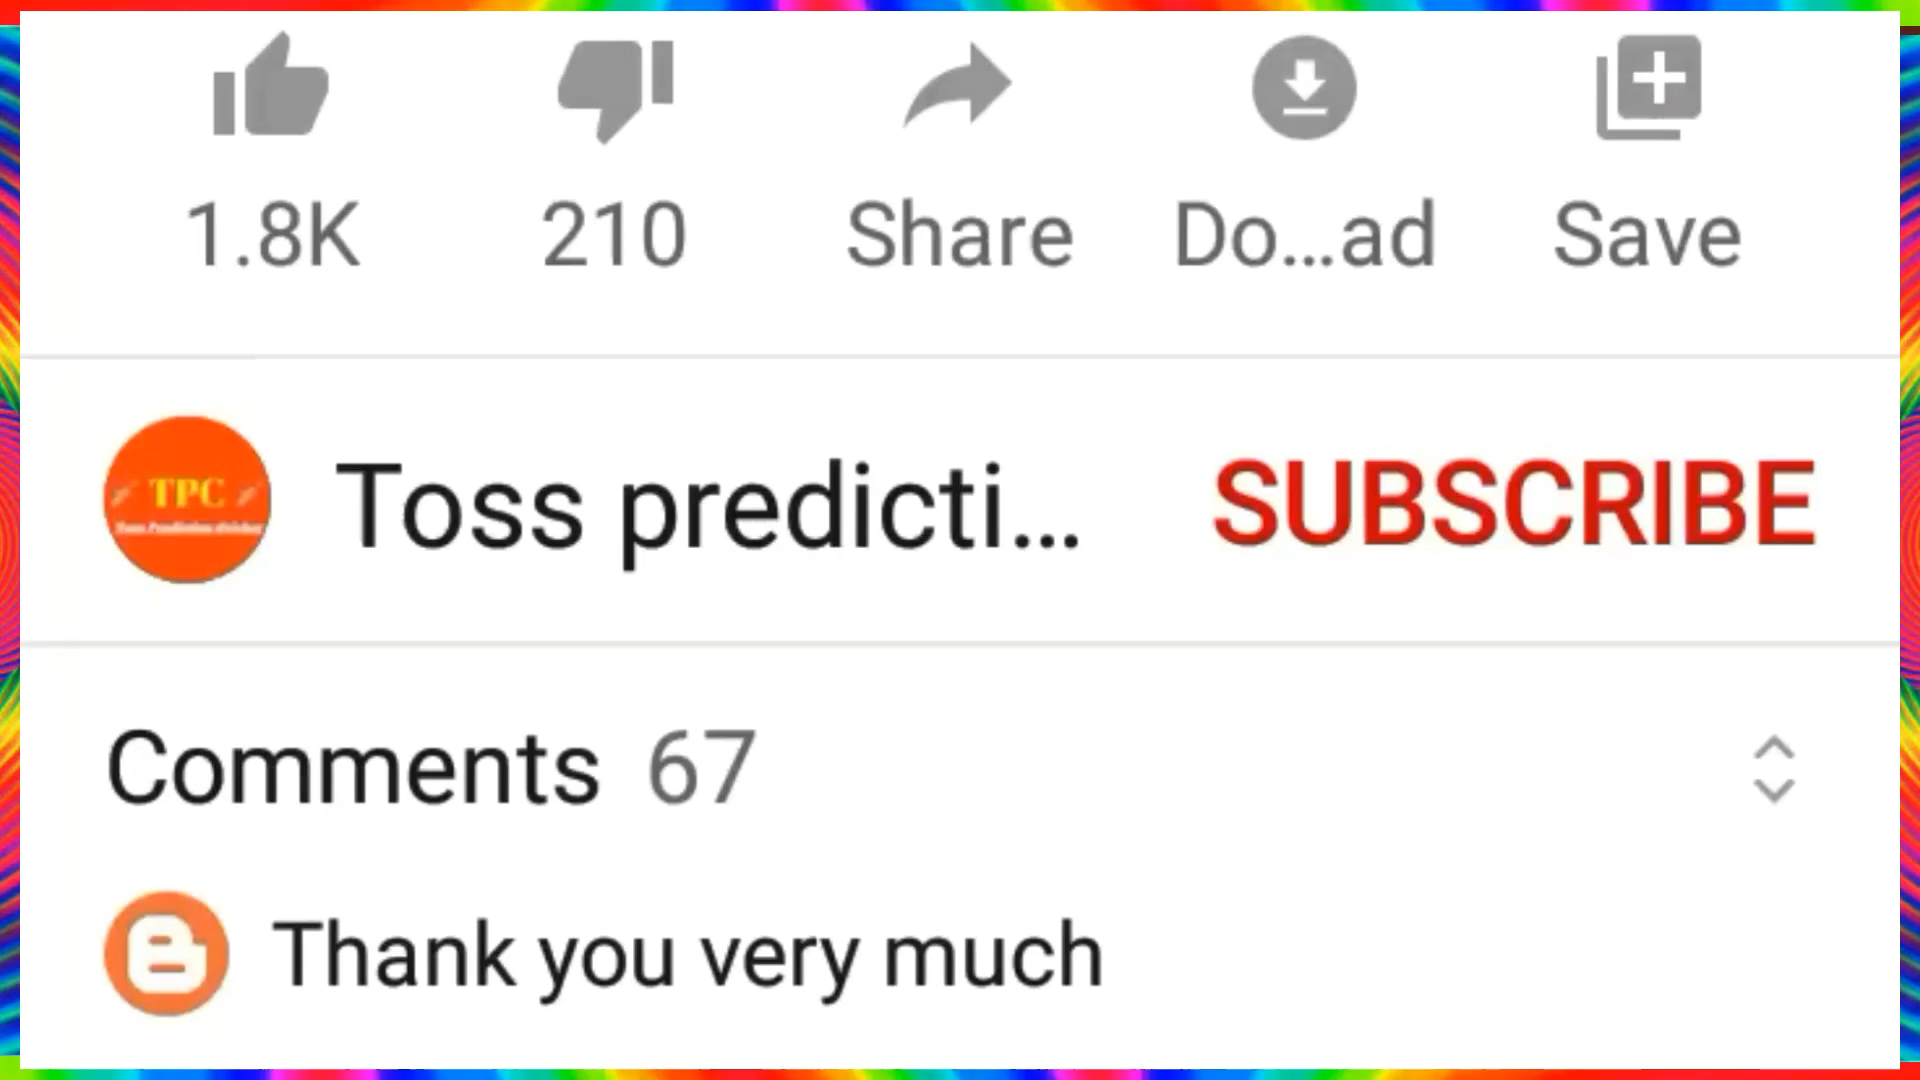 1.8K 210 Share Do...ad Save
TPC
Toss predicti... SUBSCRIBE
Comments 67
Thank you very much